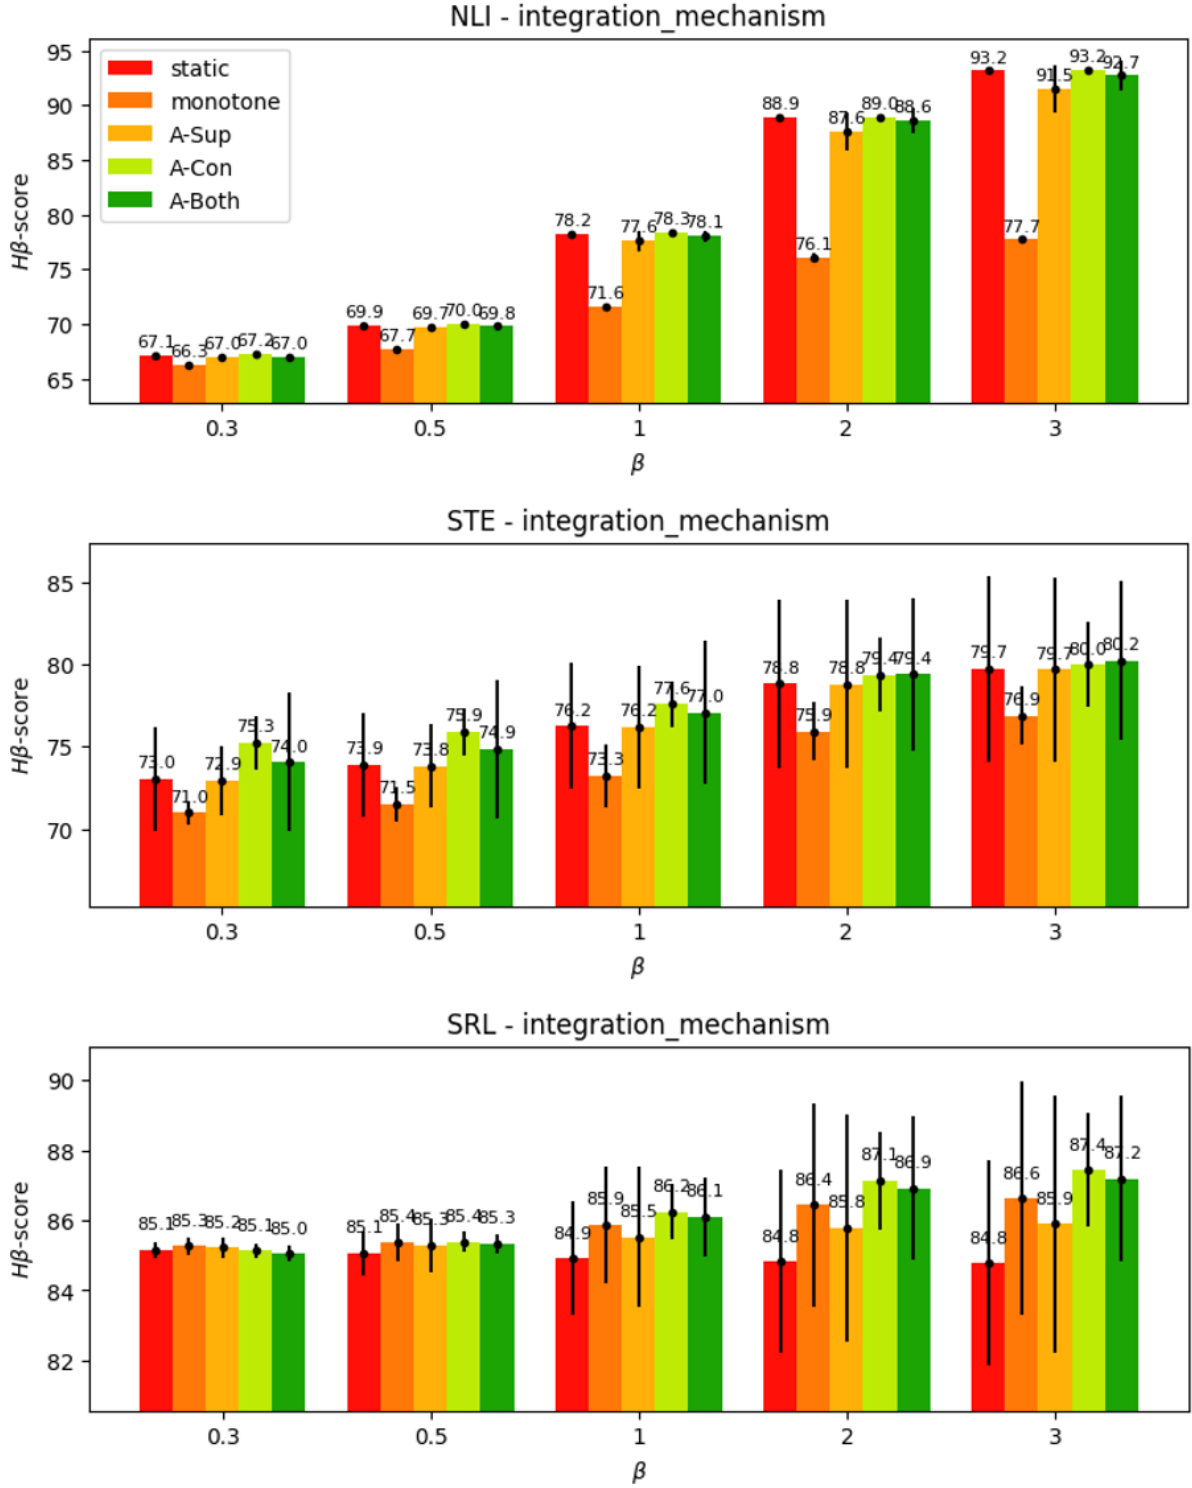 NLI - integration_mechanism
Hβ-score
95
90
85
80
75
70
65
static
monotone
A-Sup
A-Con
A-Both
67.1 66.3 67.0 67.2 67.0
69.9 67.7 69.7 70.0 69.8
78.2 71.6 77.6 78.3 78.1
88.9 76.1 87.6 89.0 88.6
93.2 77.7 91.5 93.2 92.7
0.3 0.5 1 2 3
β
STE - integration_mechanism
Hβ-score
85
80
75
70
73.0 71.0 72.9 75.3 74.0
73.9 71.5 73.8 75.9 74.9
76.2 73.3 76.2 77.6 77.0
78.8 75.9 78.8 79.4 79.4
79.7 76.9 79.7 80.0 80.2
0.3 0.5 1 2 3
β
SRL - integration_mechanism
Hβ-score
90
88
86
84
82
85.1 85.3 85.2 85.1 85.0
85.1 85.4 85.3 85.4 85.3
84.9 85.9 85.5 86.2 86.1
84.8 86.4 85.8 87.1 86.9
84.8 86.6 85.9 87.4 87.2
0.3 0.5 1 2 3
β